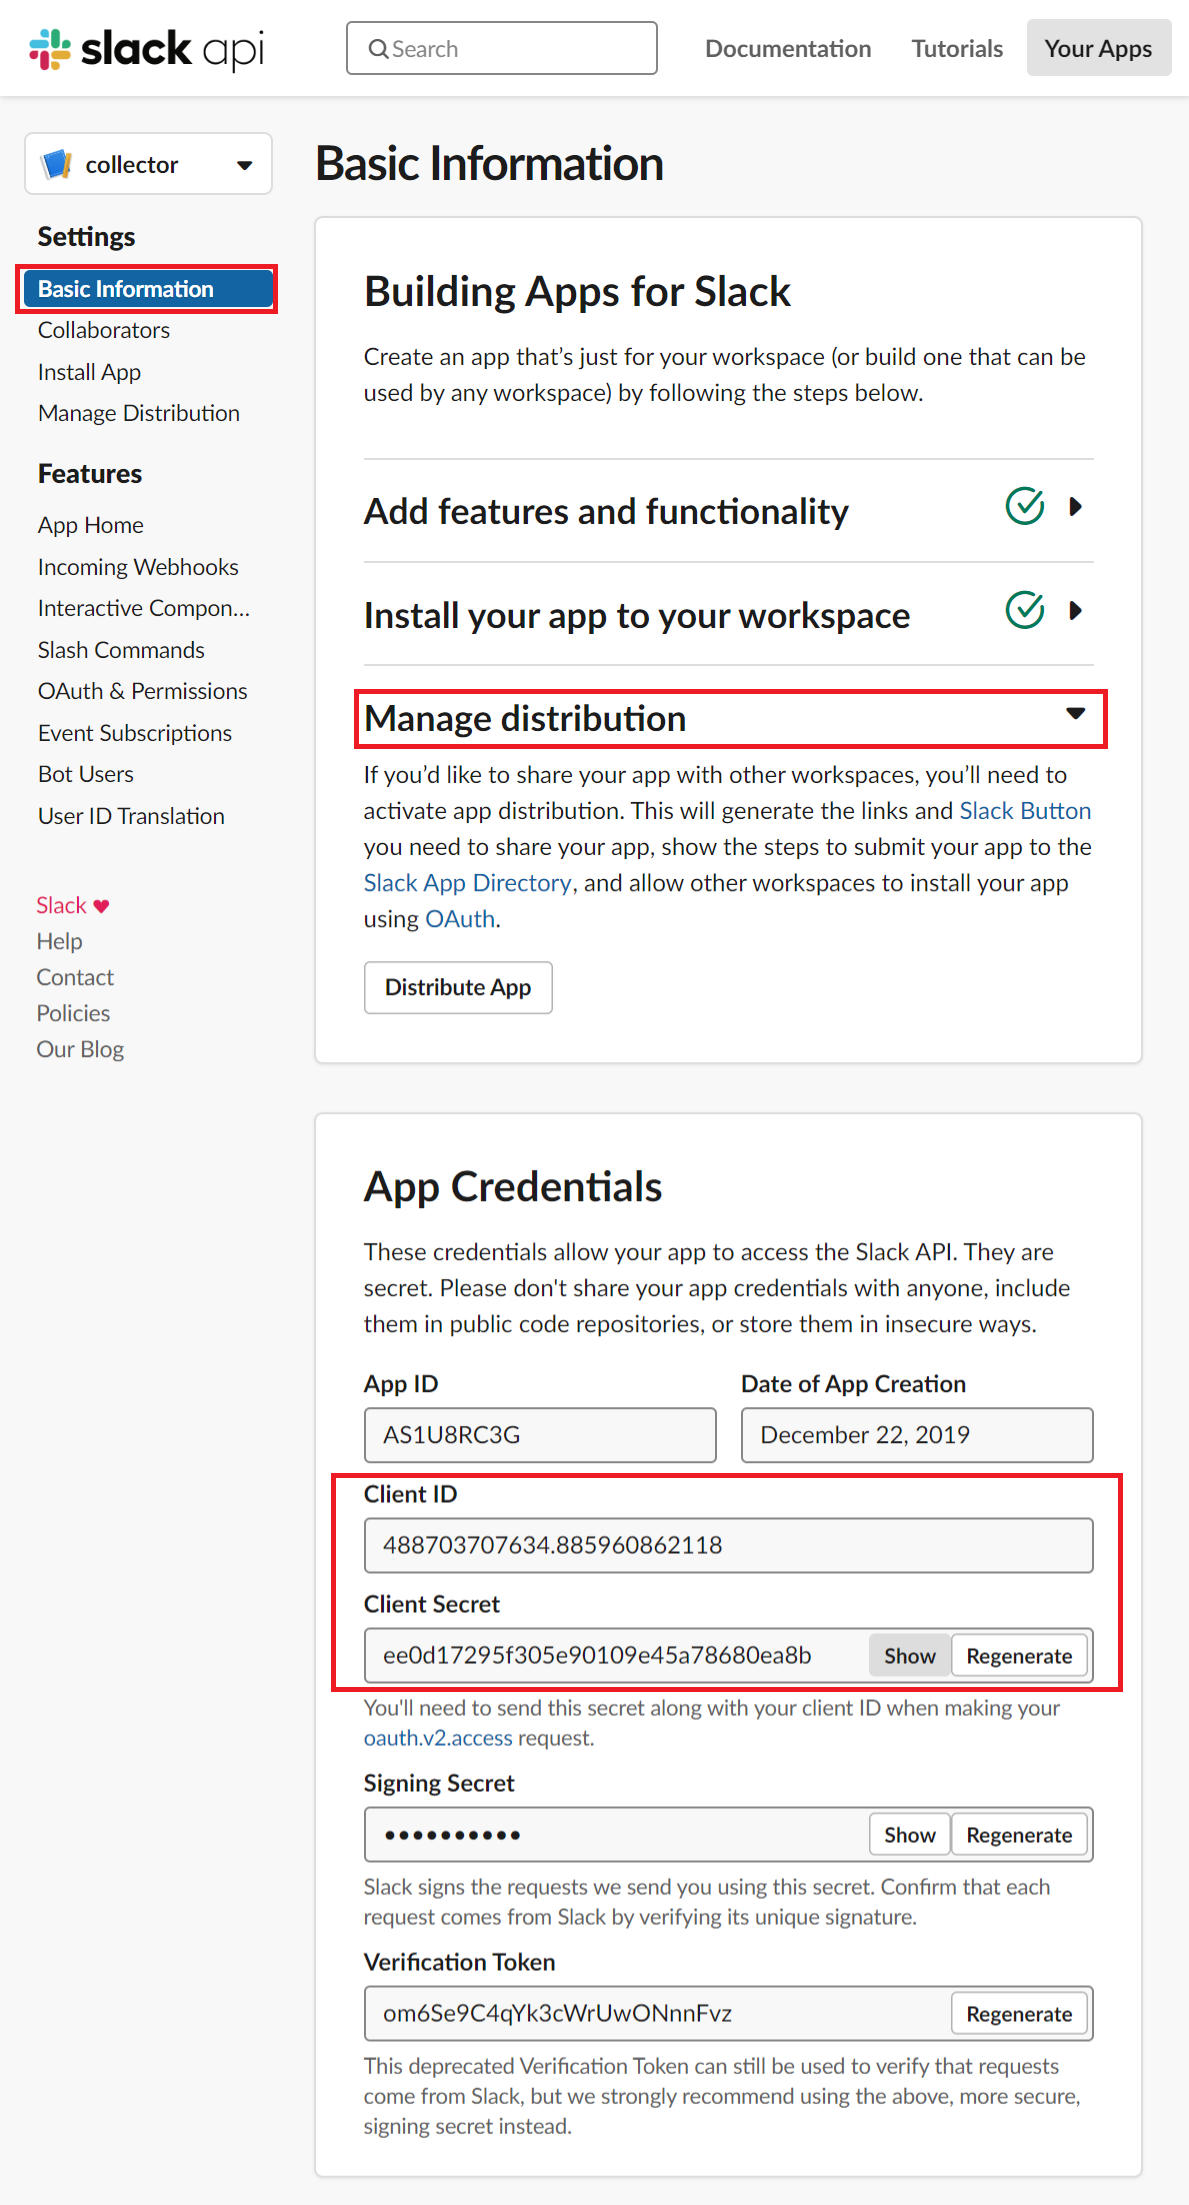 slack api
Search
Documentation
Tutorials
Your Apps
collector
Settings
Basic Information
Collaborators
Install App
Manage Distribution
Features
App Home
Incoming Webhooks
Interactive Compon...
Slash Commands
OAuth & Permissions
Event Subscriptions
Bot Users
User ID Translation
Slack ♥
Help
Contact
Policies
Our Blog
Basic Information
Building Apps for Slack
Create an app that’s just for your workspace (or build one that can be
used by any workspace) by following the steps below.
Add features and functionality
Install your app to your workspace
Manage distribution
If you’d like to share your app with other workspaces, you’ll need to
activate app distribution. This will generate the links and Slack Button
you need to share your app, show the steps to submit your app to the
Slack App Directory, and allow other workspaces to install your app
using OAuth.
Distribute App
App Credentials
These credentials allow your app to access the Slack API. They are
secret. Please don't share your app credentials with anyone, include
them in public code repositories, or store them in insecure ways.
App ID
AS1U8RC3G
Date of App Creation
December 22, 2019
Client ID
488703707634.885960862118
Client Secret
ee0d17295f305e90109e45a78680ea8b
Show
Regenerate
You'll need to send this secret along with your client ID when making your
oauth.v2.access request.
Signing Secret
••••••••••
Show
Regenerate
Slack signs the requests we send you using this secret. Confirm that each
request comes from Slack by verifying its unique signature.
Verification Token
om6Se9C4qYk3cWrUwONnnFvz
Regenerate
This deprecated Verification Token can still be used to verify that requests
come from Slack, but we strongly recommend using the above, more secure,
signing secret instead.